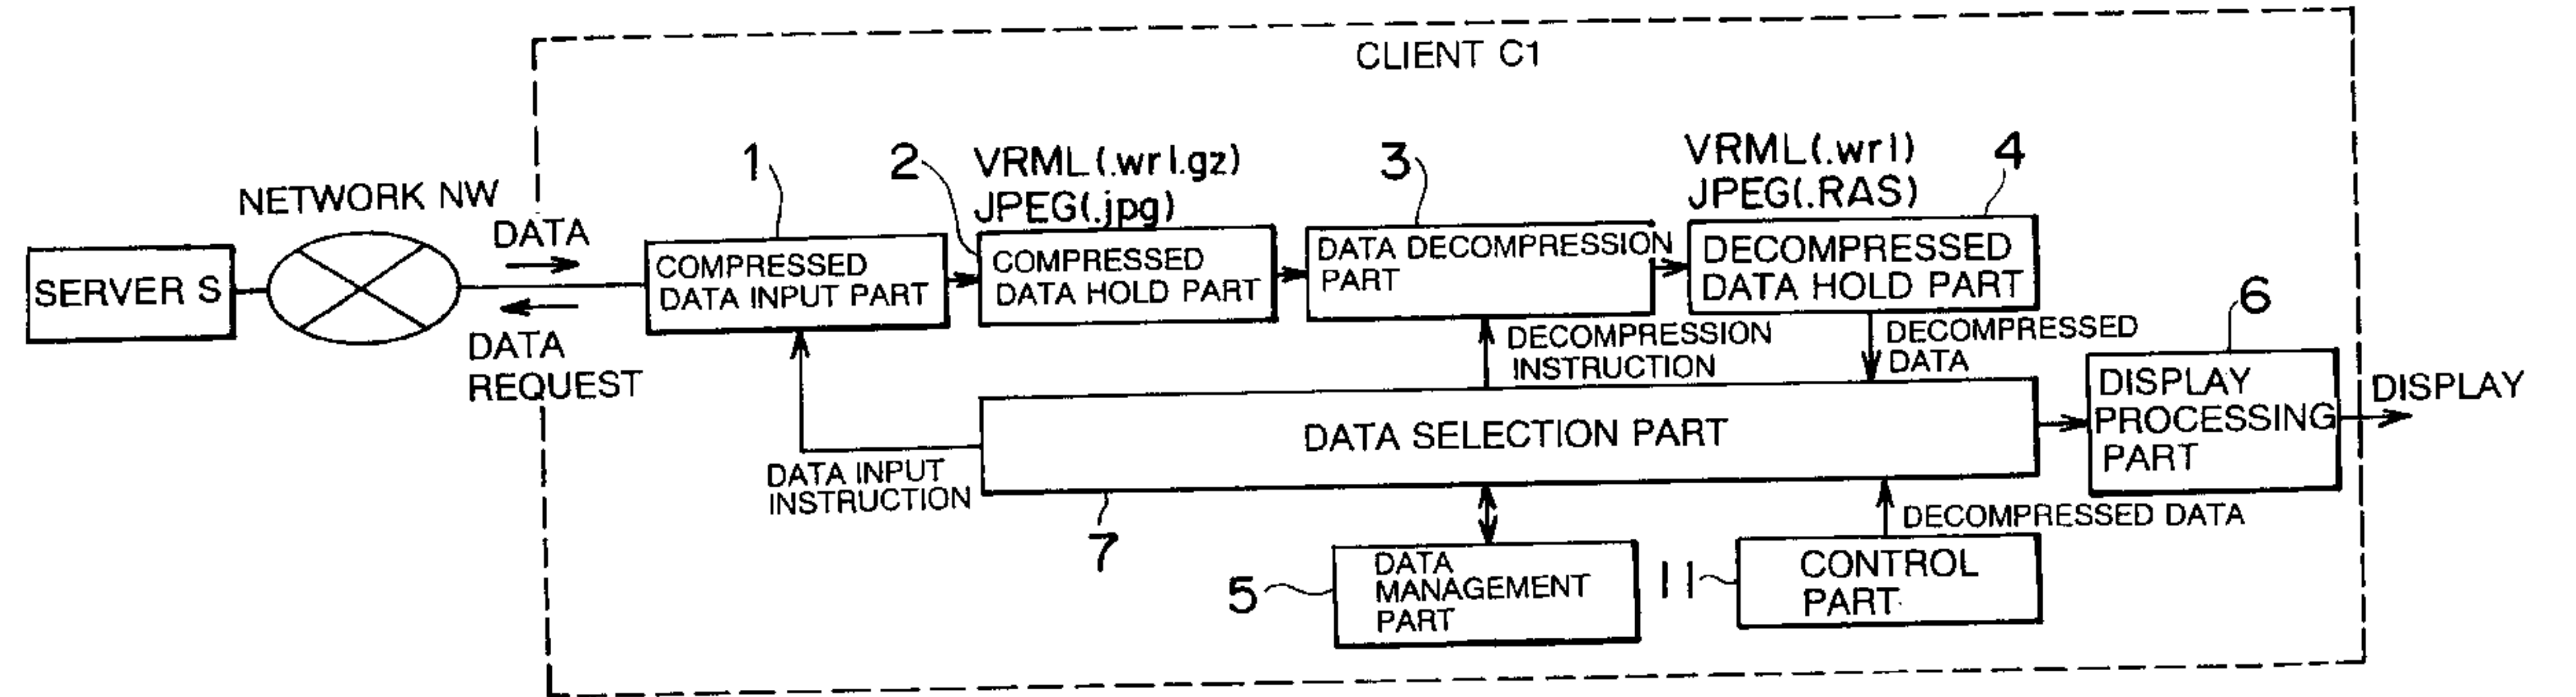 CLIENT C1
1
2
VRML(.wrl.gz)
JPEG(.jpg)
3
VRML(.wrl)
JPEG(.RAS)
4
NETWORK NW
DATA
SERVER S
DATA
REQUEST
COMPRESSED
DATA INPUT PART
COMPRESSED
DATA HOLD PART
DATA DECOMPRESSION
PART
DECOMPRESSED
DATA HOLD PART
6
DECOMPRESSION
INSTRUCTION
DECOMPRESSED
DATA
DISPLAY
PROCESSING
PART
DISPLAY
DATA SELECTION PART
DATA INPUT
INSTRUCTION
7
DECOMPRESSED DATA
5
DATA
MANAGEMENT
PART
11
CONTROL
PART